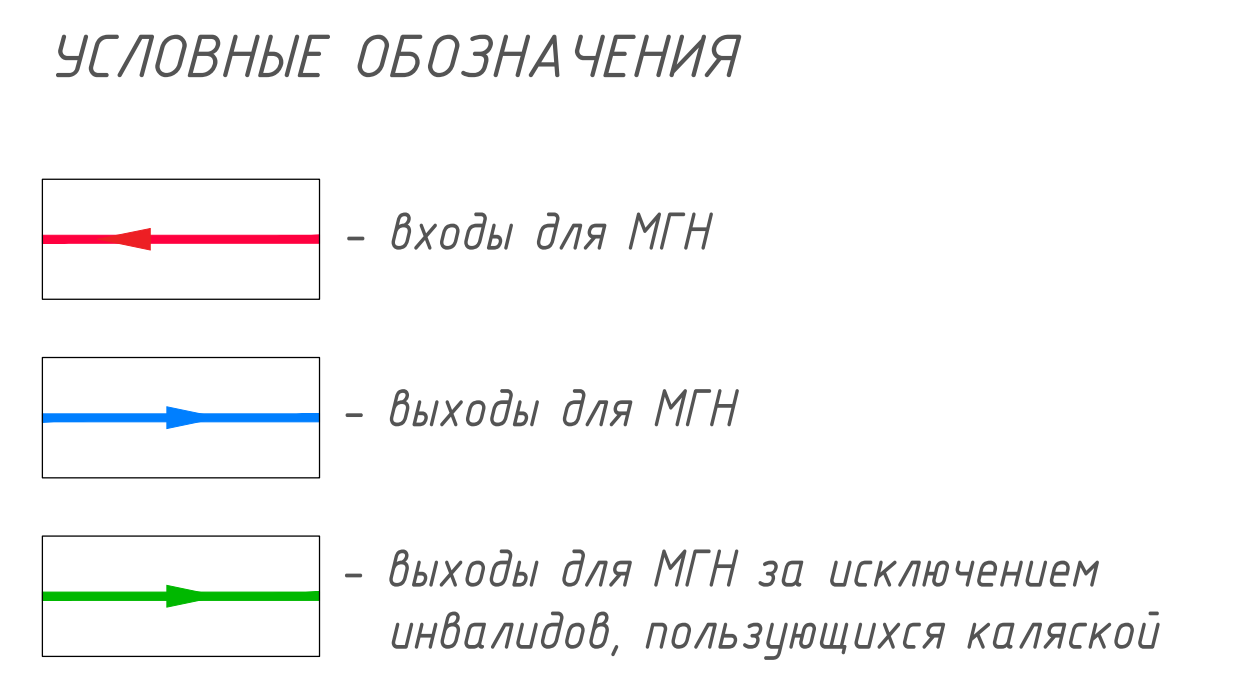 УСЛОВНЫЕ ОБОЗНАЧЕНИЯ
- входы для МГН
- выходы для МГН
- выходы для МГН за исключением
инвалидов, пользующихся каляской